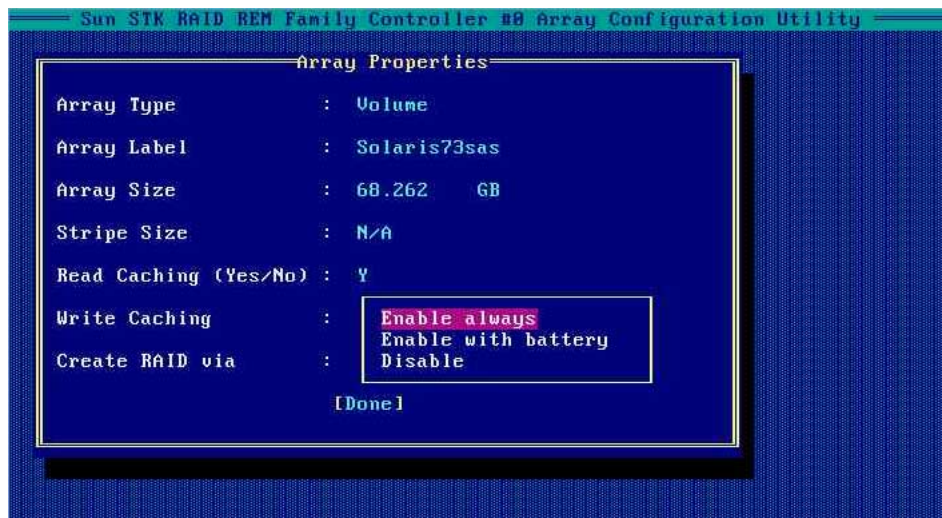 Sun STK RAID REM Family Controller #0 Array Configuration Utility
Array Properties
Array Type : Volume
Array Label : Solaris73sas
Array Size : 68.262 GB
Stripe Size : N/A
Read Caching (Yes/No) : Y
Write Caching : Enable always
Enable with battery
Create RAID via : Disable
[Done]